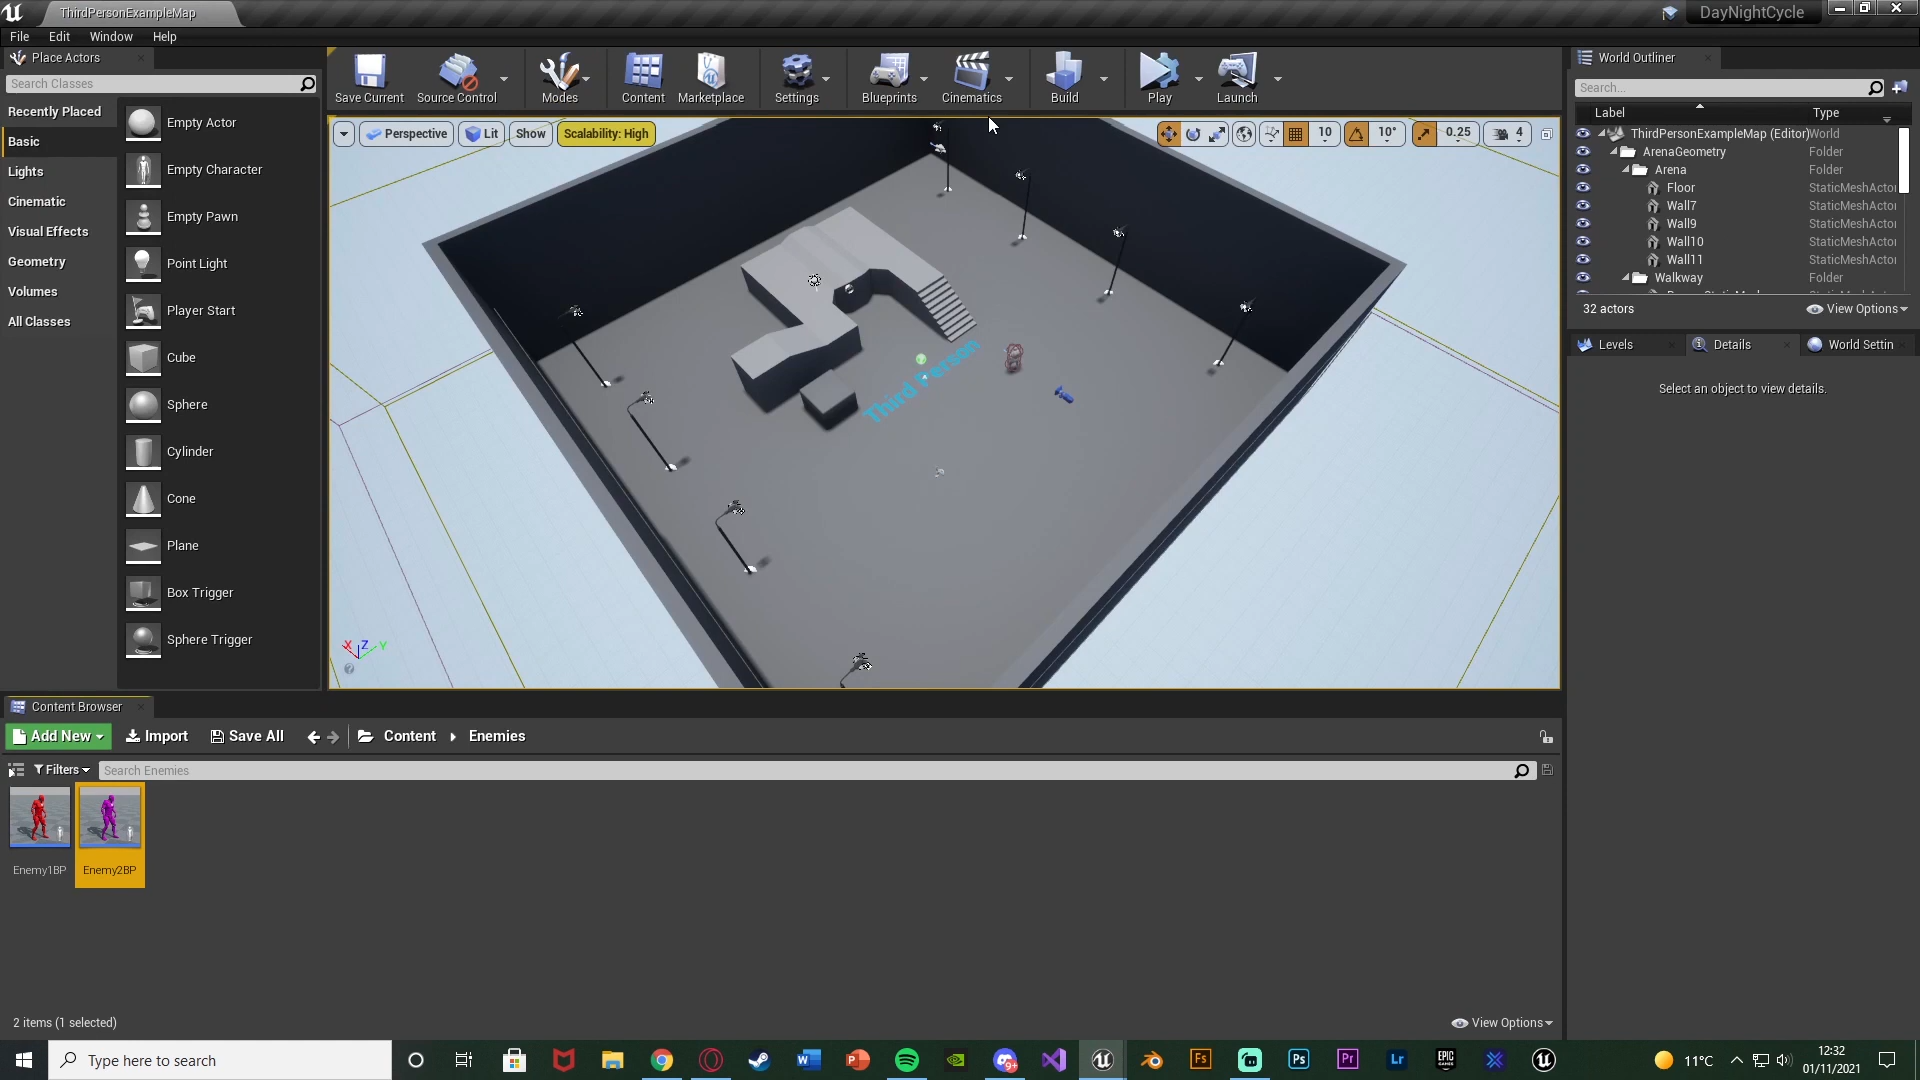 ThirdPersonExampleMap
DayNightCycle
File Edit Window Help
Place Actors
World Outliner
Search Classes
Save Current Source Control Modes Content Marketplace Settings Blueprints Cinematics Build Play Launch
Search...
Recently Placed
Basic
Lights
Cinematic
Visual Effects
Geometry
Volumes
All Classes
Empty Actor
Empty Character
Empty Pawn
Point Light
Player Start
Cube
Sphere
Cylinder
Cone
Plane
Box Trigger
Sphere Trigger
Perspective Lit Show Scalability: High
10 10° 0.25 4
Third Person
X Z Y
Label Type
ThirdPersonExampleMap (Editor) World
ArenaGeometry Folder
Arena Folder
Floor StaticMeshActor
Wall7 StaticMeshActor
Wall9 StaticMeshActor
Wall10 StaticMeshActor
Wall11 StaticMeshActor
Walkway Folder
32 actors View Options
Levels Details World Settin
Select an object to view details.
Content Browser
Add New Import Save All Content Enemies
Filters Search Enemies
Enemy1BP Enemy2BP
2 items (1 selected) View Options
Type here to search
9+
Fs Ps Pr Lr EPIC GAMES
11°C
12:32
01/11/2021